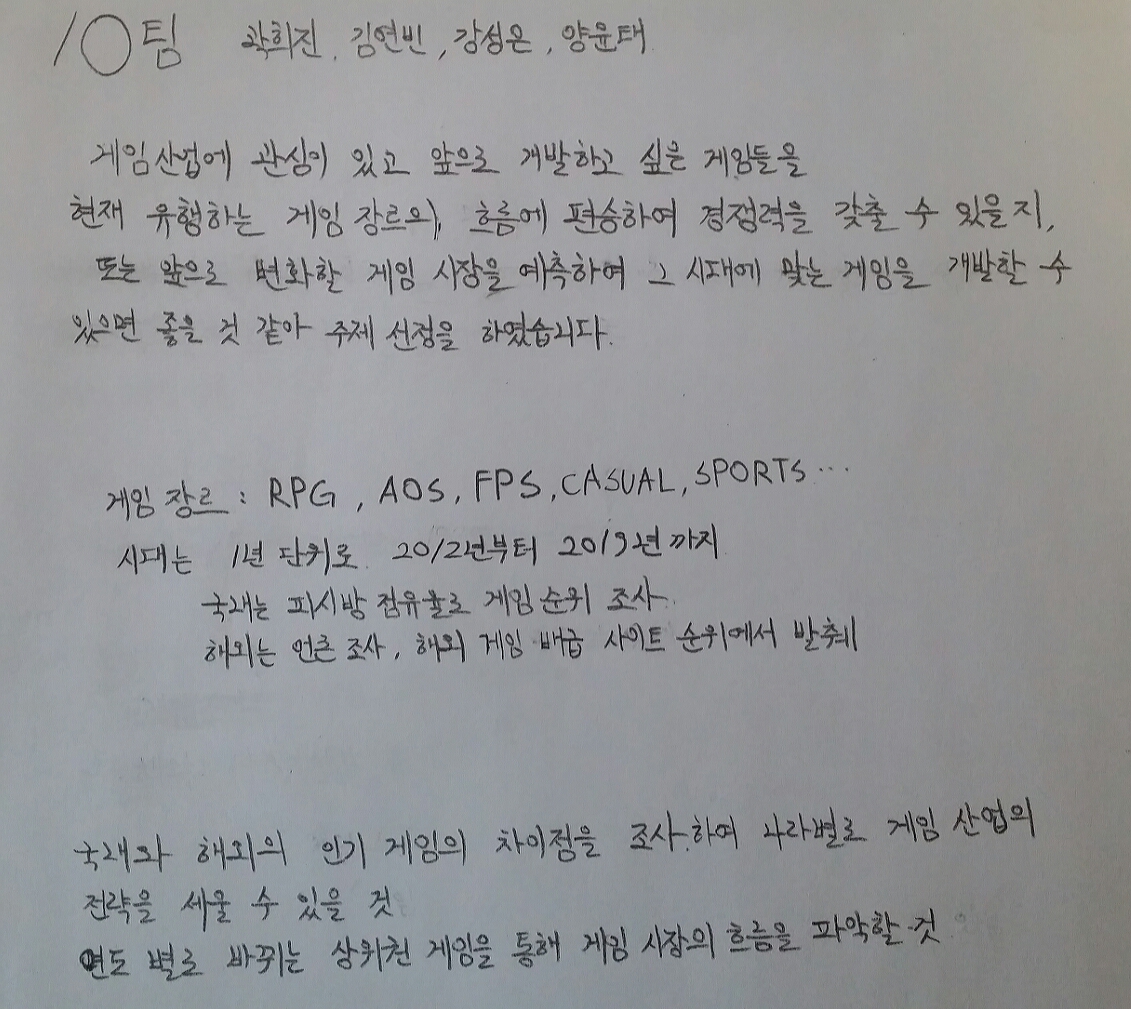 10팀 곽희진, 김연빈, 강성은, 양윤태
게임산업에 관심이 있고 앞으로 개발하고 싶은 게임들을
현재 유행하는 게임 장르의, 흐름에 편승하여 경쟁력을 갖출 수 있을지,
또는 앞으로 변화할 게임 시장을 예측하여 그 시대에 맞는 게임을 개발할 수
있으면 좋을 것 같아 주제 선정을 하였습니다.
게임 장르 : RPG, AOS, FPS, CASUAL, SPORTS ...
시대는 1년 단위로 2012년부터 2019년 까지
국내는 피시방 점유율로 게임 순위 조사.
해외는 언론 조사, 해외 게임 배급 사이트 순위에서 발췌
국내와 해외의 인기 게임의 차이점을 조사하여 나라별로 게임 산업의
전략을 세울 수 있을 것
연도 별로 바뀌는 상위권 게임을 통해 게임 시장의 흐름을 파악할 것